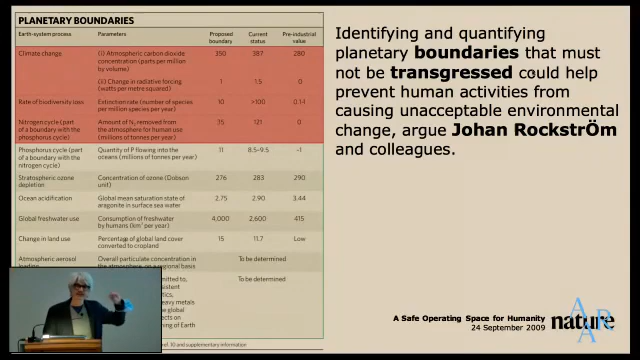 PLANETARY BOUNDARIES
Earth-system process Parameters Proposed boundary Current status Pre-industrial value
Climate change (i) Atmospheric carbon dioxide concentration (parts per million by volume) 350 387 280
(ii) Change in radiative forcing (watts per metre squared) 1 1.5 0
Rate of biodiversity loss Extinction rate (number of species per million species per year) 10 >100 0.1-1
Nitrogen cycle (part of a boundary with the phosphorus cycle) Amount of N₂ removed from the atmosphere for human use (millions of tonnes per year) 35 121 0
Phosphorus cycle (part of a boundary with the nitrogen cycle) Quantity of P flowing into the oceans (millions of tonnes per year) 11 8.5-9.5 ~1
Stratospheric ozone depletion Concentration of ozone (Dobson unit) 276 283 290
Ocean acidification Global mean saturation state of aragonite in surface sea water 2.75 2.90 3.44
Global freshwater use Consumption of freshwater by humans (km³ per year) 4,000 2,600 415
Change in land use Percentage of global land cover converted to cropland 15 11.7 Low
Atmospheric aerosol loading Overall particulate concentration in the atmosphere, on a regional basis To be determined
To be determined
global
ref. 10 and supplementary information
Identifying and quantifying
planetary boundaries that must
not be transgressed could help
prevent human activities from
causing unacceptable environmental
change, argue Johan RockstrÖm
and colleagues.
A Safe Operating Space for Humanity
24 September 2009
nature